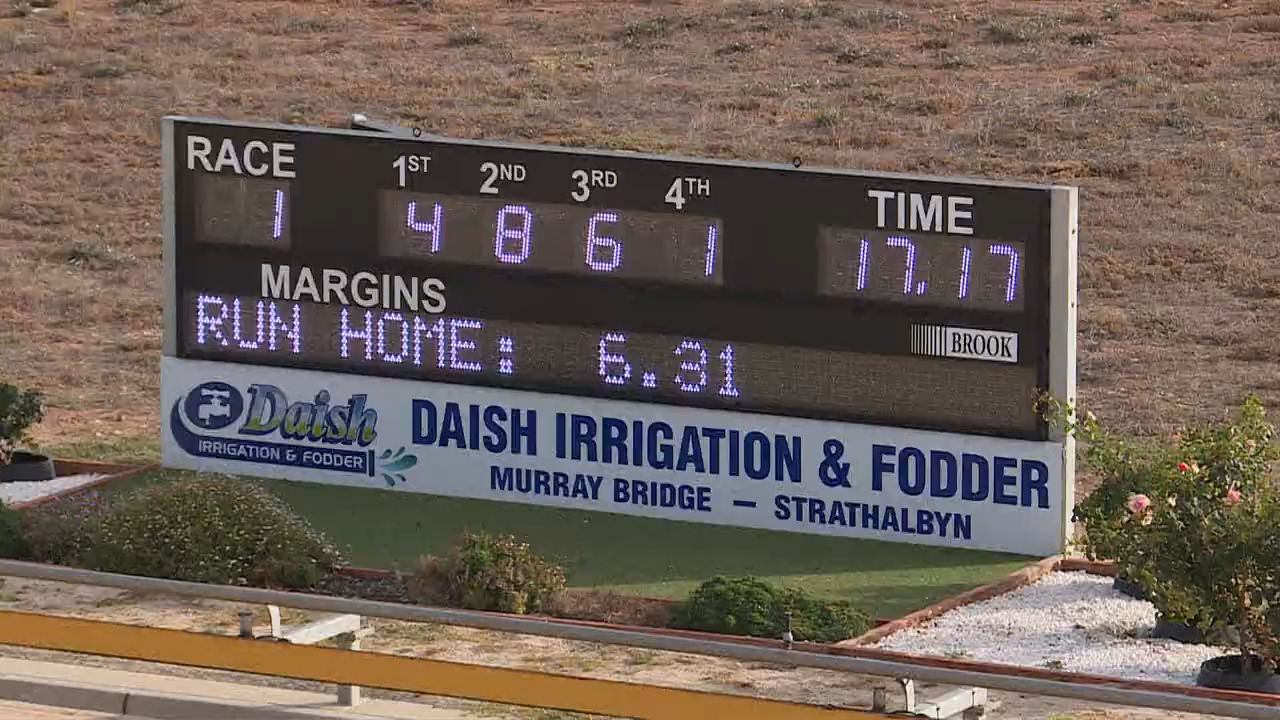 RACE 1ST 2ND 3RD 4TH TIME
1 4 8 6 1 17.17
MARGINS
RUN HOME: 6.31
BROOK
Daish
IRRIGATION & FODDER
DAISH IRRIGATION & FODDER
MURRAY BRIDGE – STRATHALBYN